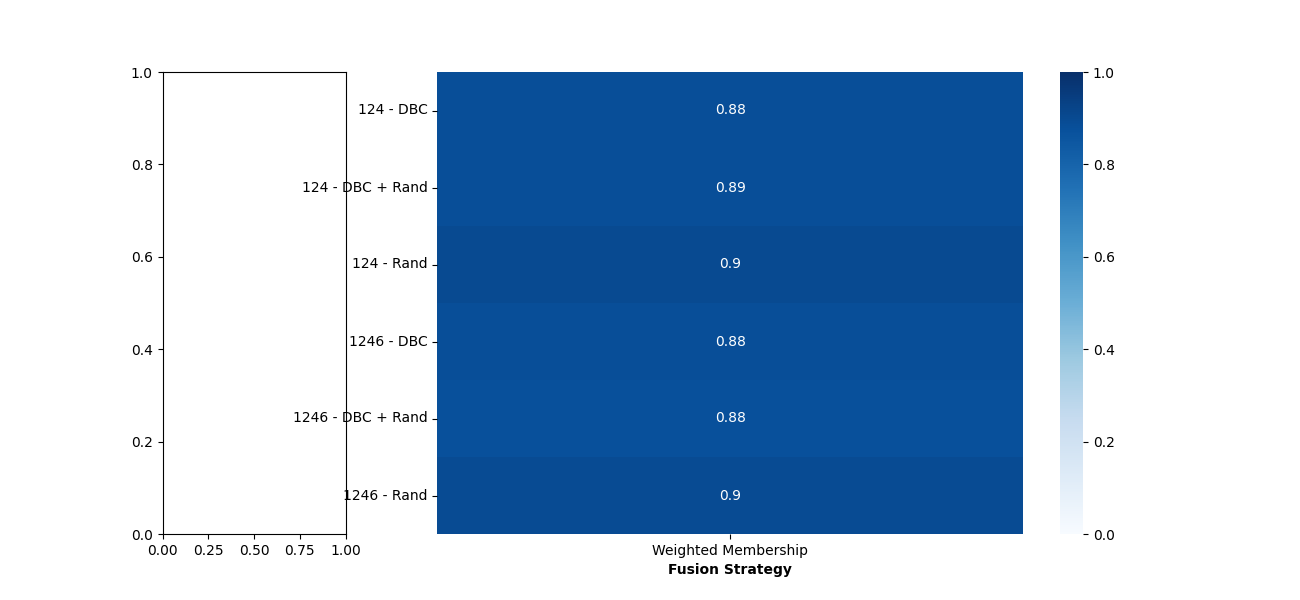 1.0
0.8
0.6
0.4
0.2
0.0
0.00 0.25 0.50 0.75 1.00
124 - DBC
124 - DBC + Rand
124 - Rand
1246 - DBC
1246 - DBC + Rand
1246 - Rand
0.88
0.89
0.9
0.88
0.88
0.9
Weighted Membership
Fusion Strategy
1.0
0.8
0.6
0.4
0.2
0.0